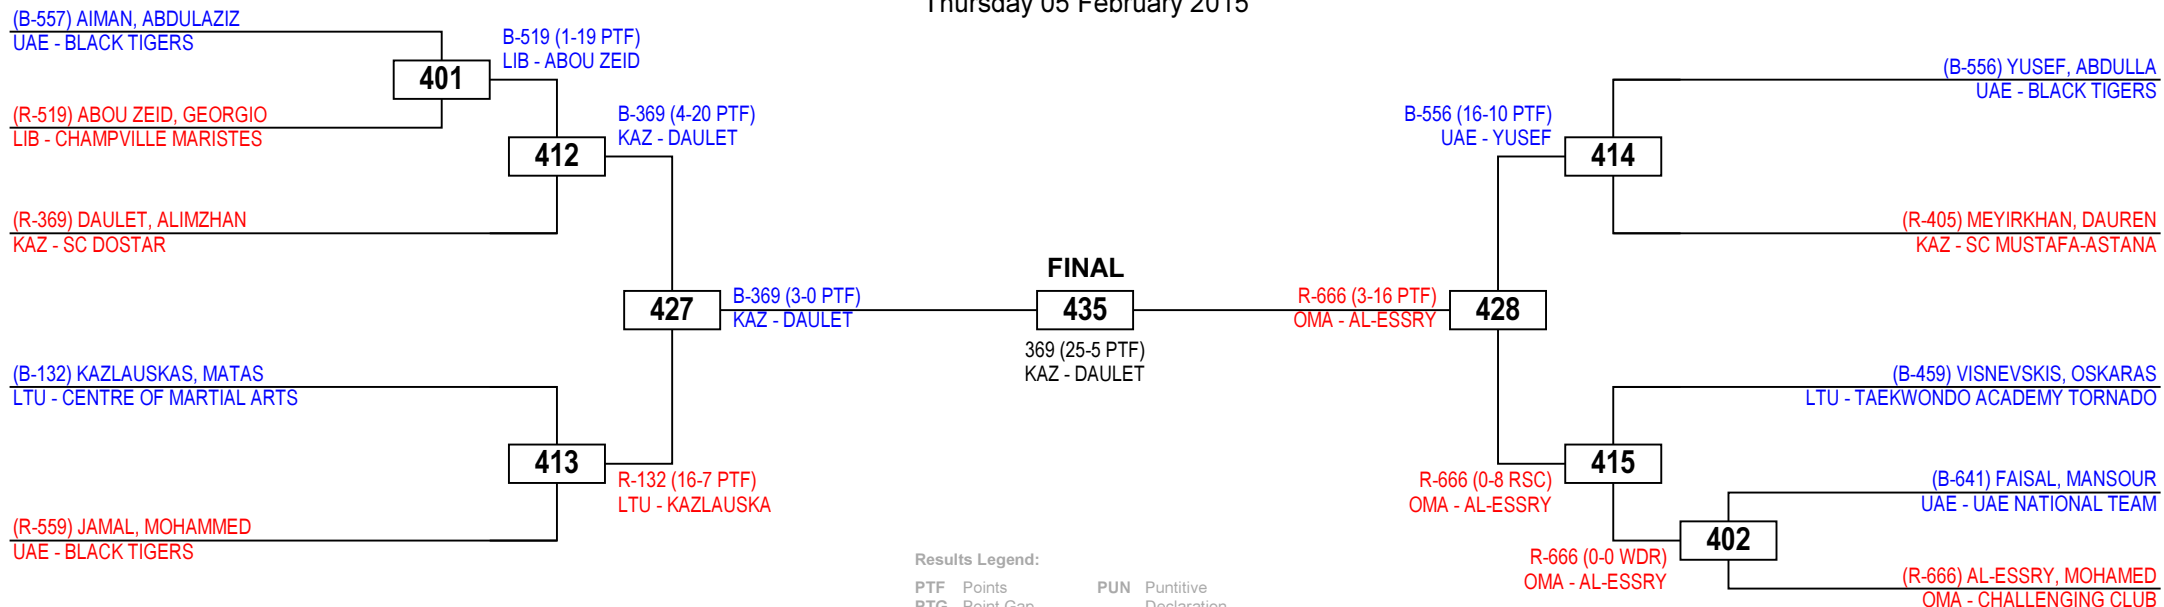 Thursday 05 February 2015
(B-557) AIMAN, ABDULAZIZ
UAE - BLACK TIGERS
401
(R-519) ABOU ZEID, GEORGIO
LIB - CHAMPVILLE MARISTES
B-519 (1-19 PTF)
LIB - ABOU ZEID
412
(R-369) DAULET, ALIMZHAN
KAZ - SC DOSTAR
B-369 (4-20 PTF)
KAZ - DAULET
427
(B-132) KAZLAUSKAS, MATAS
LTU - CENTRE OF MARTIAL ARTS
413
(R-559) JAMAL, MOHAMMED
UAE - BLACK TIGERS
R-132 (16-7 PTF)
LTU - KAZLAUSKA
B-369 (3-0 PTF)
KAZ - DAULET
FINAL
435
369 (25-5 PTF)
KAZ - DAULET
R-666 (3-16 PTF)
OMA - AL-ESSRY
428
B-556 (16-10 PTF)
UAE - YUSEF
414
(B-556) YUSEF, ABDULLA
UAE - BLACK TIGERS
(R-405) MEYIRKHAN, DAUREN
KAZ - SC MUSTAFA-ASTANA
R-666 (0-8 RSC)
OMA - AL-ESSRY
415
(B-459) VISNEVSKIS, OSKARAS
LTU - TAEKWONDO ACADEMY TORNADO
(B-641) FAISAL, MANSOUR
UAE - UAE NATIONAL TEAM
402
R-666 (0-0 WDR)
OMA - AL-ESSRY
(R-666) AL-ESSRY, MOHAMED
OMA - CHALLENGING CLUB
Results Legend:
PTF Points PUN Puntitive
PTG Point Gap Declaration